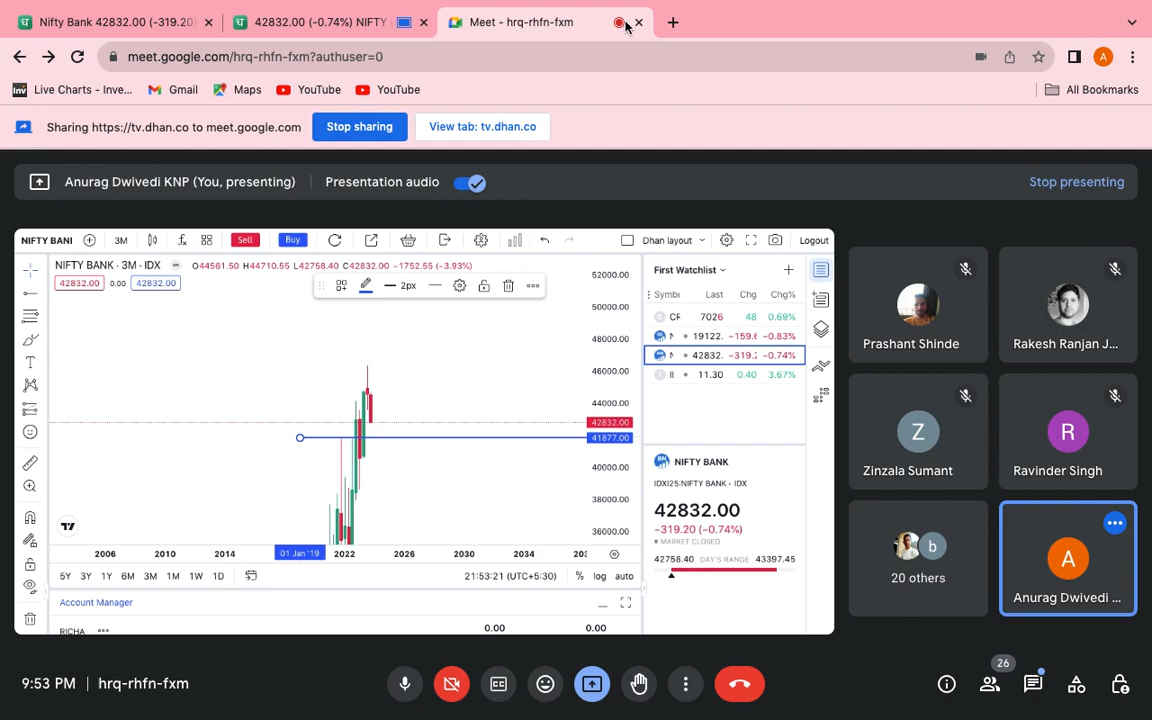 Nifty Bank 42832.00 (-319.20
42832.00 (-0.74%) NIFTY
Meet - hrq-rhfn-fxm
meet.google.com/hrq-rhfn-fxm?authuser=0
Live Charts - Inve...
Gmail
Maps
YouTube
YouTube
All Bookmarks
Sharing https://tv.dhan.co to meet.google.com
Stop sharing
View tab: tv.dhan.co
Anurag Dwivedi KNP (You, presenting)
Presentation audio
Stop presenting
NIFTY BANI
3M
Sell
Buy
Dhan layout
Logout
NIFTY BANK · 3M · IDX
O44561.50 H44710.55 L42758.40 C42832.00 −1752.55 (−3.93%)
42832.00 0.00 42832.00
2px
52000.00
50000.00
48000.00
46000.00
44000.00
42832.00
41877.00
40000.00
38000.00
36000.00
2006 2010 2014 01 Jan '19 2022 2026 2030 2034 203
5Y 3Y 1Y 6M 3M 1M 1W 1D
21:53:21 (UTC+5:30)
% log auto
Account Manager
RICHA
0.00 0.00
First Watchlist
Symbo Last Chg Chg%
CF 7026 48 0.69%
19122. -159.6 -0.83%
42832. -319.2 -0.74%
11.30 0.40 3.67%
NIFTY BANK
IDXI25:NIFTY BANK - IDX
42832.00
−319.20 (−0.74%)
MARKET CLOSED
42758.40 DAY'S RANGE 43397.45
Prashant Shinde
Rakesh Ranjan J...
Z
Zinzala Sumant
R
Ravinder Singh
b
20 others
A
Anurag Dwivedi ...
9:53 PM | hrq-rhfn-fxm
26